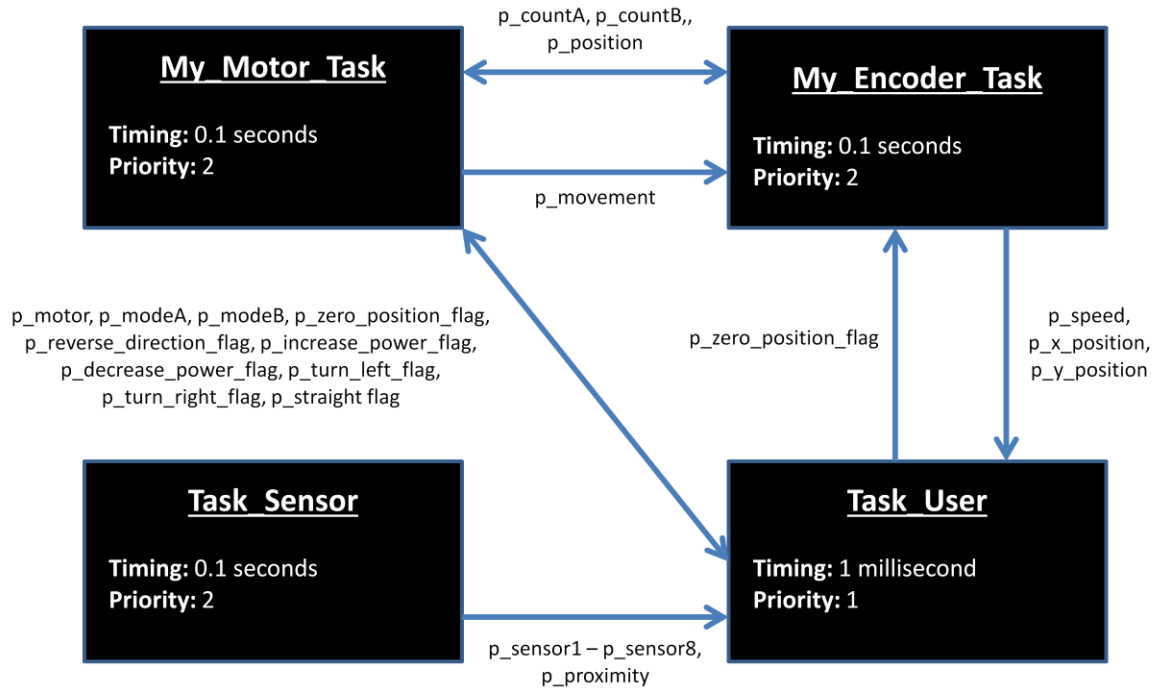 p_countA, p_countB,,
p_position
My_Motor_Task
Timing: 0.1 seconds
Priority: 2
My_Encoder_Task
Timing: 0.1 seconds
Priority: 2
p_movement
p_motor, p_modeA, p_modeB, p_zero_position_flag,
p_reverse_direction_flag, p_increase_power_flag,
p_decrease_power_flag, p_turn_left_flag,
p_turn_right_flag, p_straight flag
p_zero_position_flag
p_speed,
p_x_position,
p_y_position
Task_Sensor
Timing: 0.1 seconds
Priority: 2
Task_User
Timing: 1 millisecond
Priority: 1
p_sensor1 – p_sensor8,
p_proximity